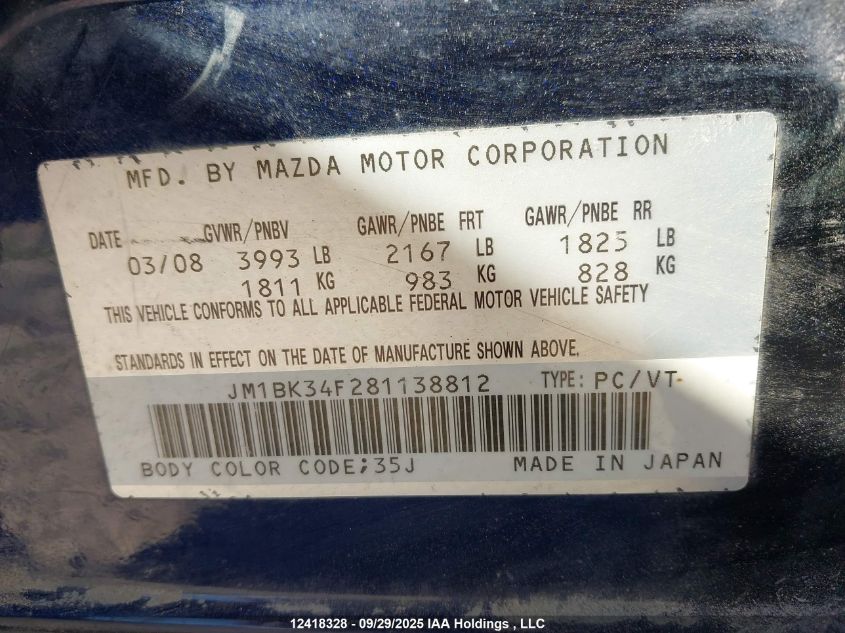 MFD. BY MAZDA MOTOR CORPORATION
DATE GVWR/PNBV GAWR/PNBE FRT GAWR/PNBE RR
03/08 3993 LB 2167 LB 1825 LB
1811 KG 983 KG 828 KG
THIS VEHICLE CONFORMS TO ALL APPLICABLE FEDERAL MOTOR VEHICLE SAFETY
STANDARDS IN EFFECT ON THE DATE OF MANUFACTURE SHOWN ABOVE.
JM1BK34F281138812 TYPE: PC/VT
BODY COLOR CODE;35J MADE IN JAPAN
12418328 - 09/29/2025 IAA Holdings , LLC